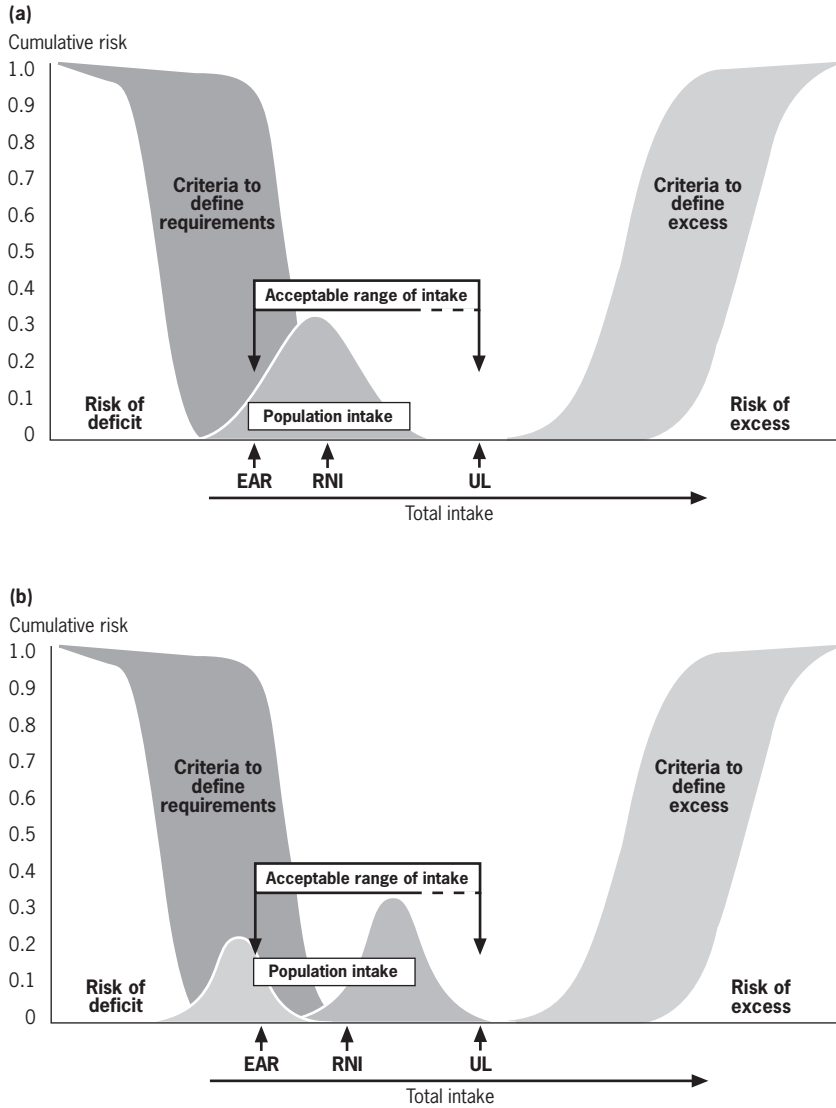 (a)
Cumulative risk
1.0
0.9
0.8
0.7
0.6
0.5
0.4
0.3
0.2
0.1
0
Criteria to
define
requirements
Criteria to
define
excess
Acceptable range of intake
Risk of
deficit
Population intake
Risk of
excess
EAR
RNI
UL
Total intake
(b)
Cumulative risk
1.0
0.9
0.8
0.7
0.6
0.5
0.4
0.3
0.2
0.1
0
Criteria to
define
requirements
Criteria to
define
excess
Acceptable range of intake
Population intake
Risk of
deficit
Risk of
excess
EAR
RNI
UL
Total intake